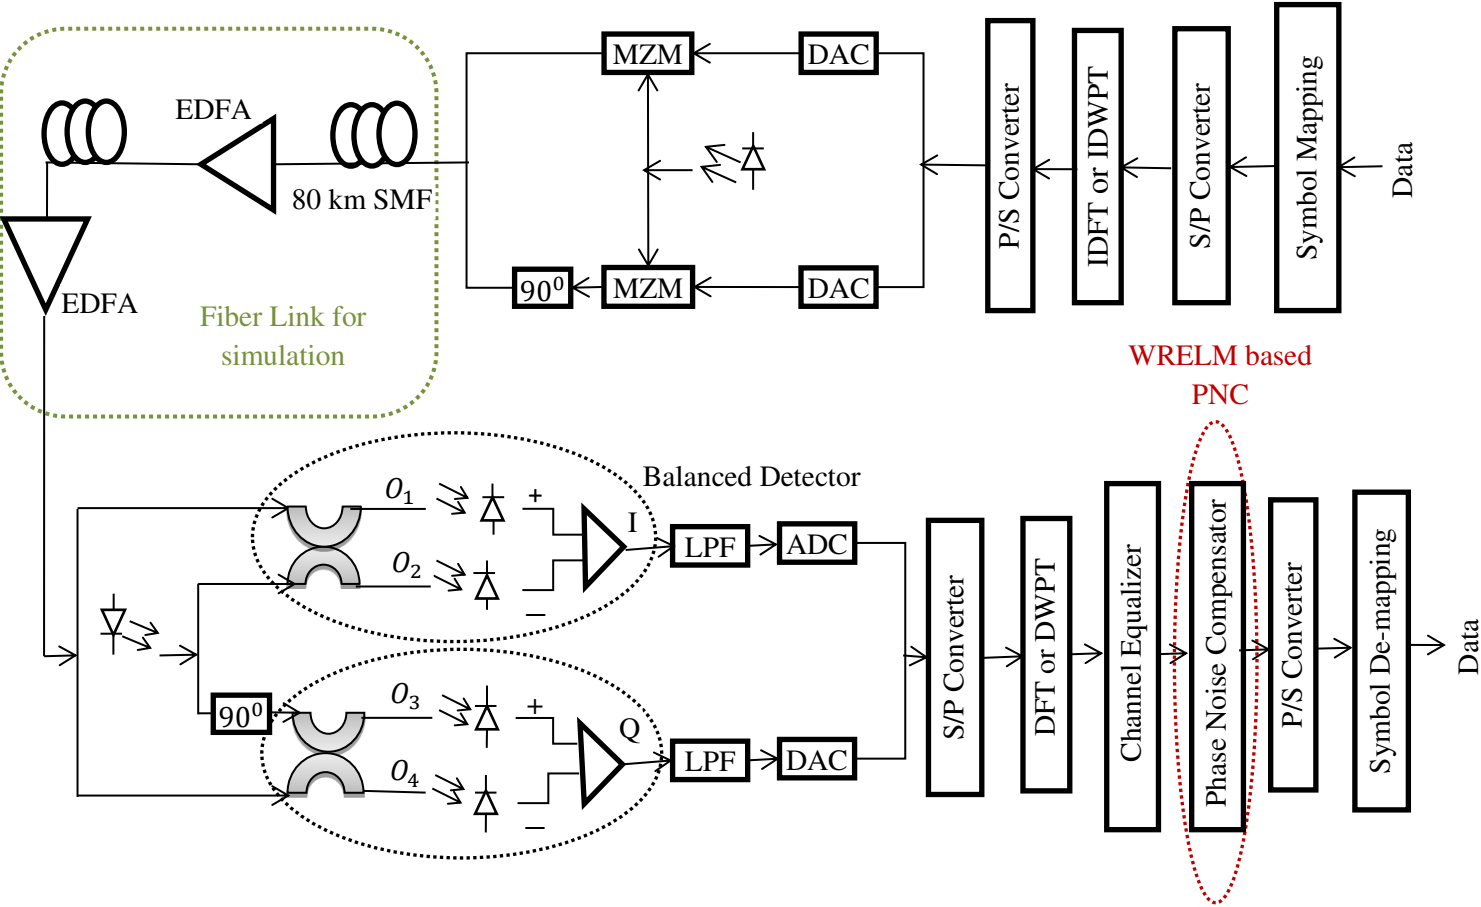 EDFA
80 km SMF
EDFA
Fiber Link for
simulation
MZM
DAC
90⁰
MZM
DAC
P/S Converter
IDFT or IDWPT
S/P Converter
Symbol Mapping
Data
WRELM based
PNC
Balanced Detector
O₁
+
I
LPF
ADC
O₂
−
90⁰
O₃
+
Q
LPF
DAC
O₄
−
S/P Converter
DFT or DWPT
Channel Equalizer
Phase Noise Compensator
P/S Converter
Symbol De-mapping
Data